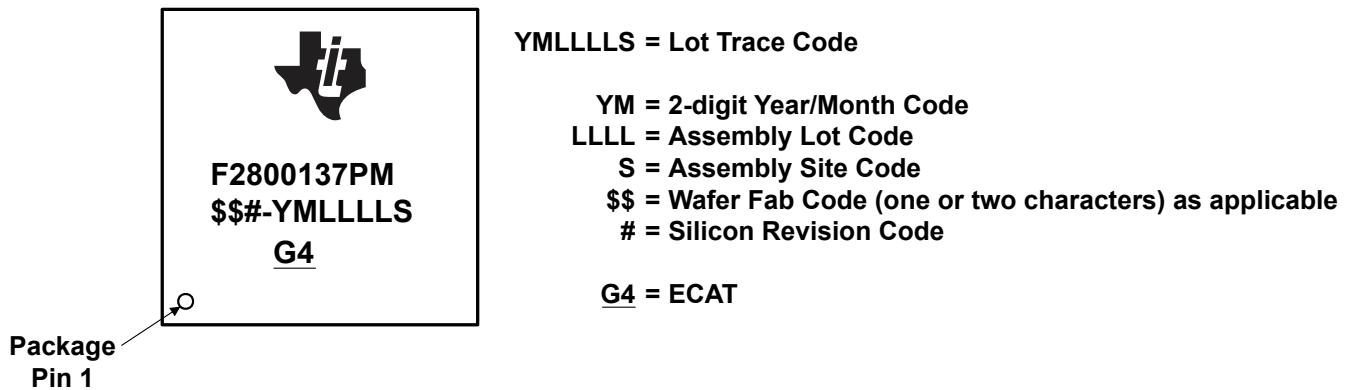 F2800137PM
$$#-YMLLLLS
G4
Package
Pin 1
YMLLLLS = Lot Trace Code
YM = 2-digit Year/Month Code
LLLL = Assembly Lot Code
S = Assembly Site Code
$$ = Wafer Fab Code (one or two characters) as applicable
# = Silicon Revision Code
G4 = ECAT